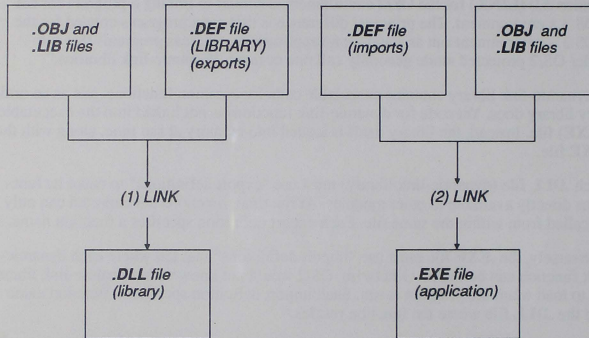 .OBJ and
.LIB files
.DEF file
(LIBRARY)
(exports)
.DEF file
(imports)
.OBJ and
.LIB files
(1) LINK
(2) LINK
.DLL file
(library)
.EXE file
(application)